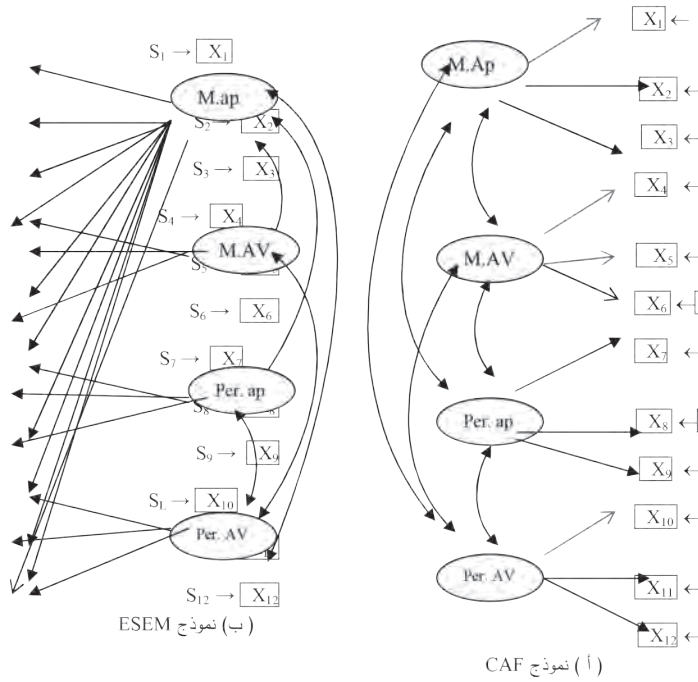 S₁ → X₁
M.ap
S₂ → X₂
S₃ → X₃
S₄ → X₄
M.AV
S₅
S₆ → X₆
S₇ → X₇
Per. ap
S₈ 8
S₉ → X₉
S_L → X₁₀
Per. AV
S₁₂ → X₁₂
(ب) نموذج ESEM
X₁ ←
M.Ap
X₂ ←
X₃ ←
X₄ ←
M.AV
X₅ ←
X₆ ←
X₇ ←
Per. ap
X₈ ←
X₉ ←
X₁₀ ←
Per. AV
X₁₁ ←
X₁₂ ←
(أ) نموذج CAF